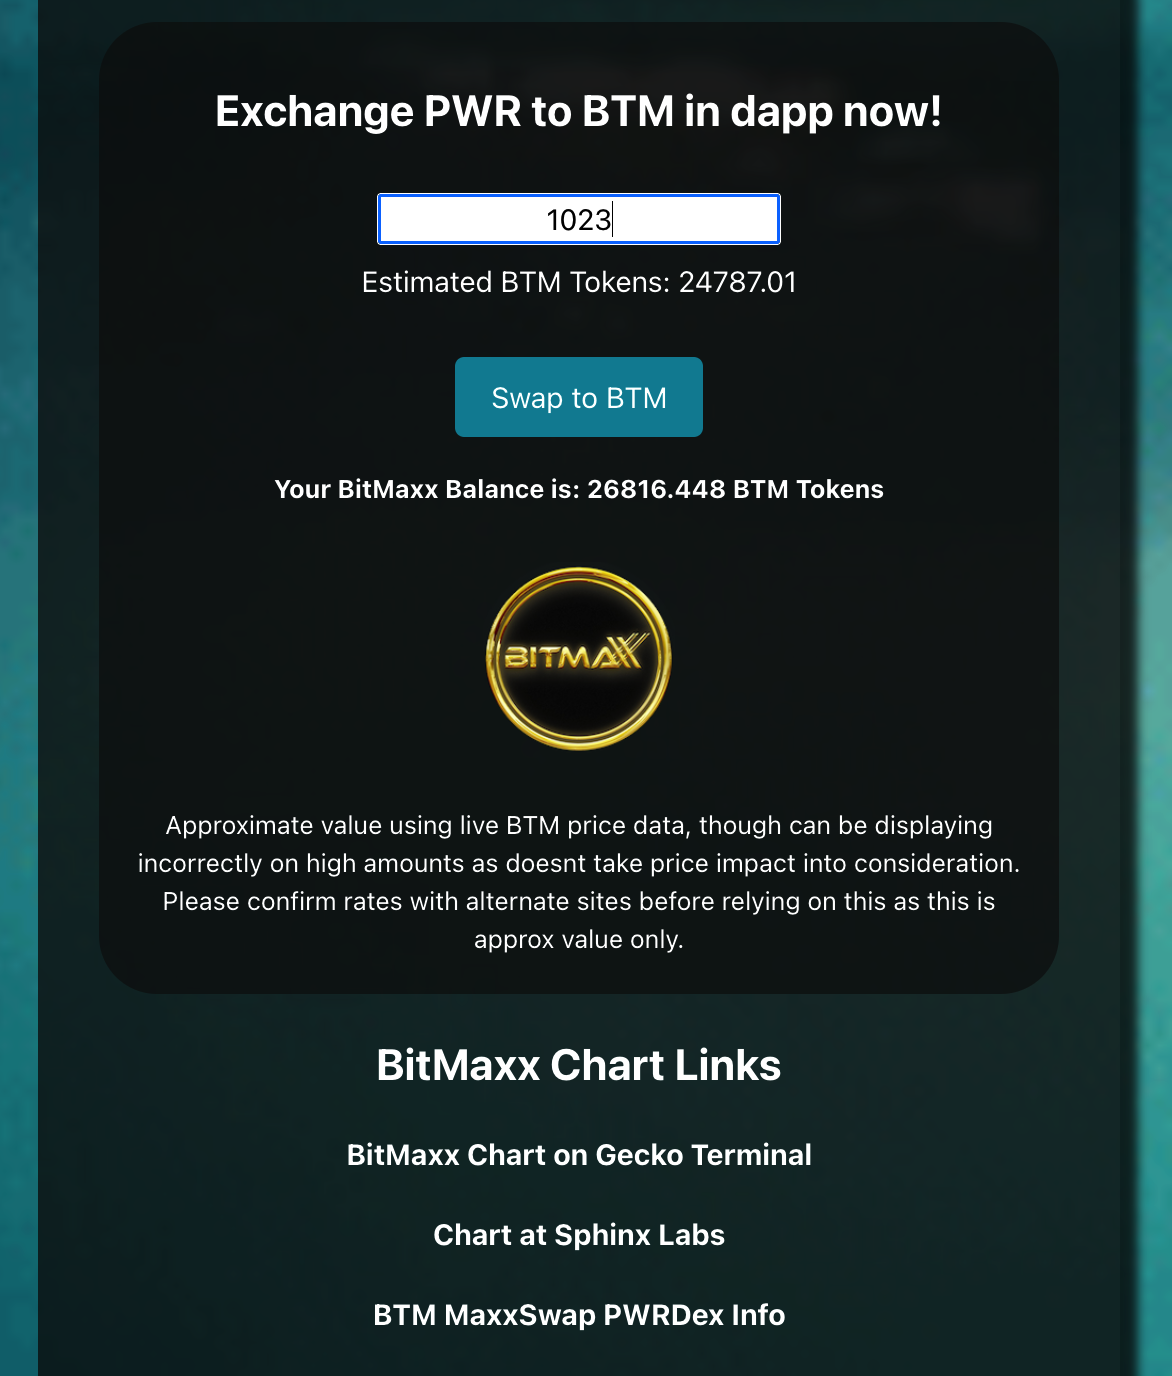 Exchange PWR to BTM in dapp now!
1023
Estimated BTM Tokens: 24787.01
Swap to BTM
Your BitMaxx Balance is: 26816.448 BTM Tokens
BITMAXX
Approximate value using live BTM price data, though can be displaying
incorrectly on high amounts as doesnt take price impact into consideration.
Please confirm rates with alternate sites before relying on this as this is
approx value only.
BitMaxx Chart Links
BitMaxx Chart on Gecko Terminal
Chart at Sphinx Labs
BTM MaxxSwap PWRDex Info